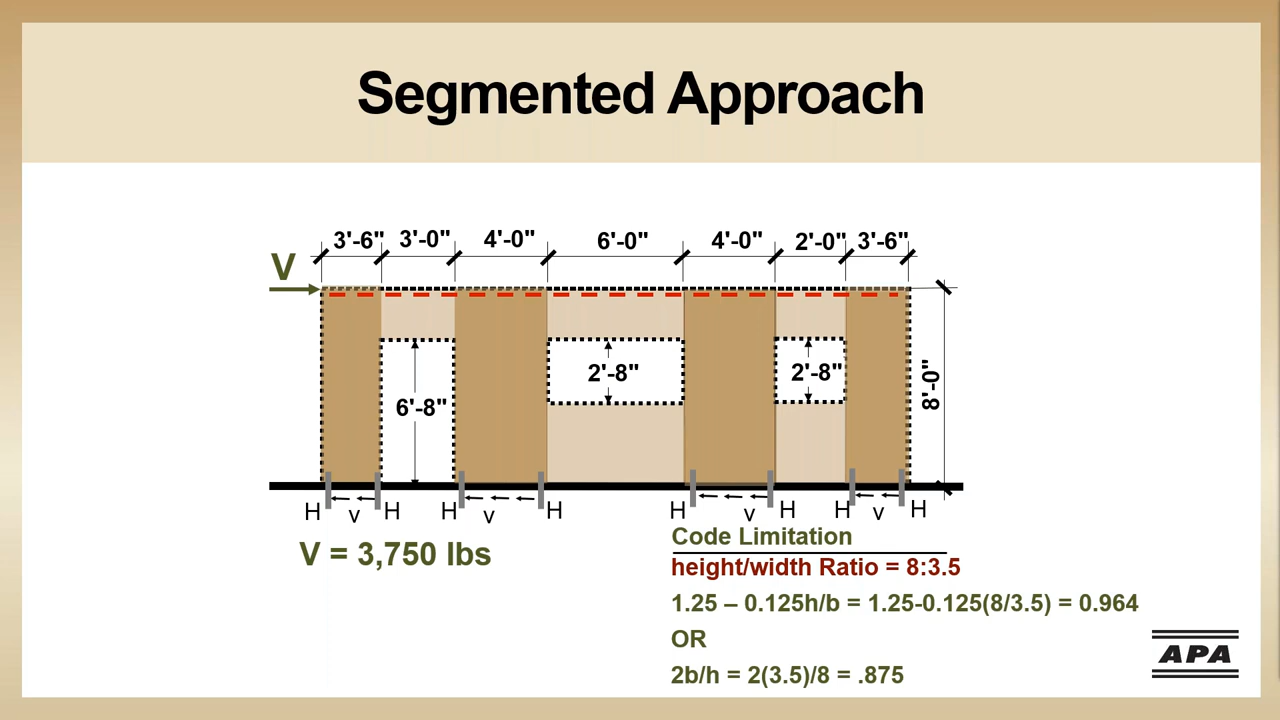 Segmented Approach
3'-6" 3'-0" 4'-0" 6'-0" 4'-0" 2'-0" 3'-6"
V
2'-8" 2'-8" 8'-0"
6'-8"
H v H H v H H v H H v H
V = 3,750 lbs
Code Limitation
height/width Ratio = 8:3.5
1.25 – 0.125h/b = 1.25-0.125(8/3.5) = 0.964
OR
2b/h = 2(3.5)/8 = .875
APA